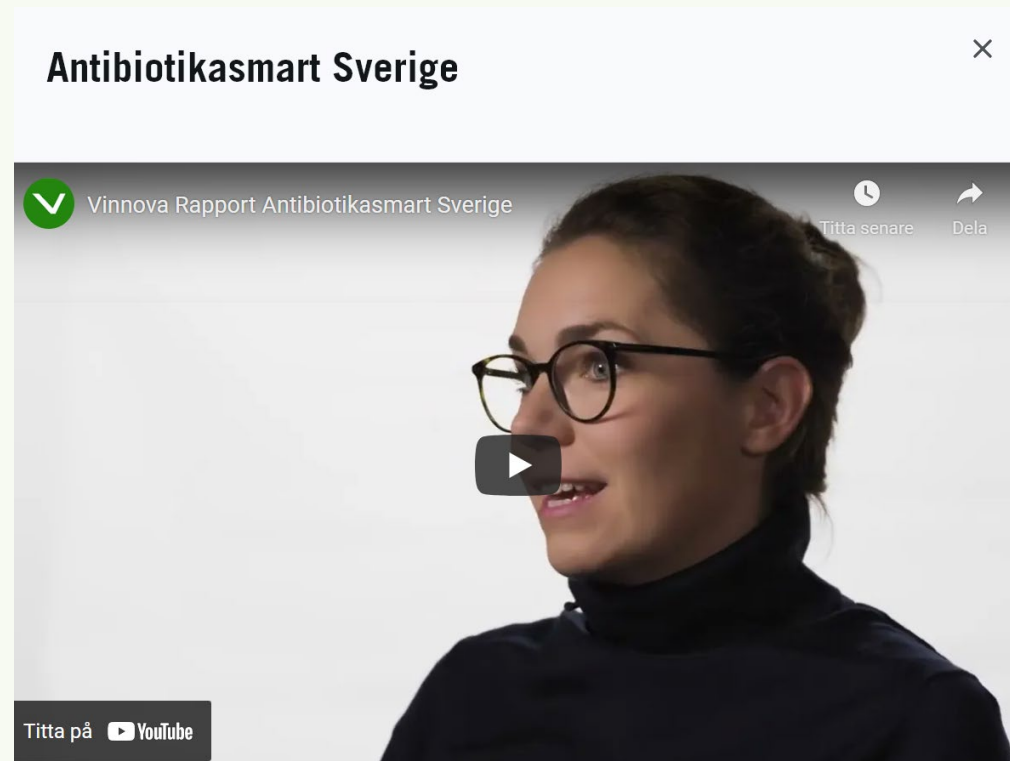 Antibiotikasmart Sverige
Vinnova Rapport Antibiotikasmart Sverige
Titta senare
Dela
Titta på YouTube